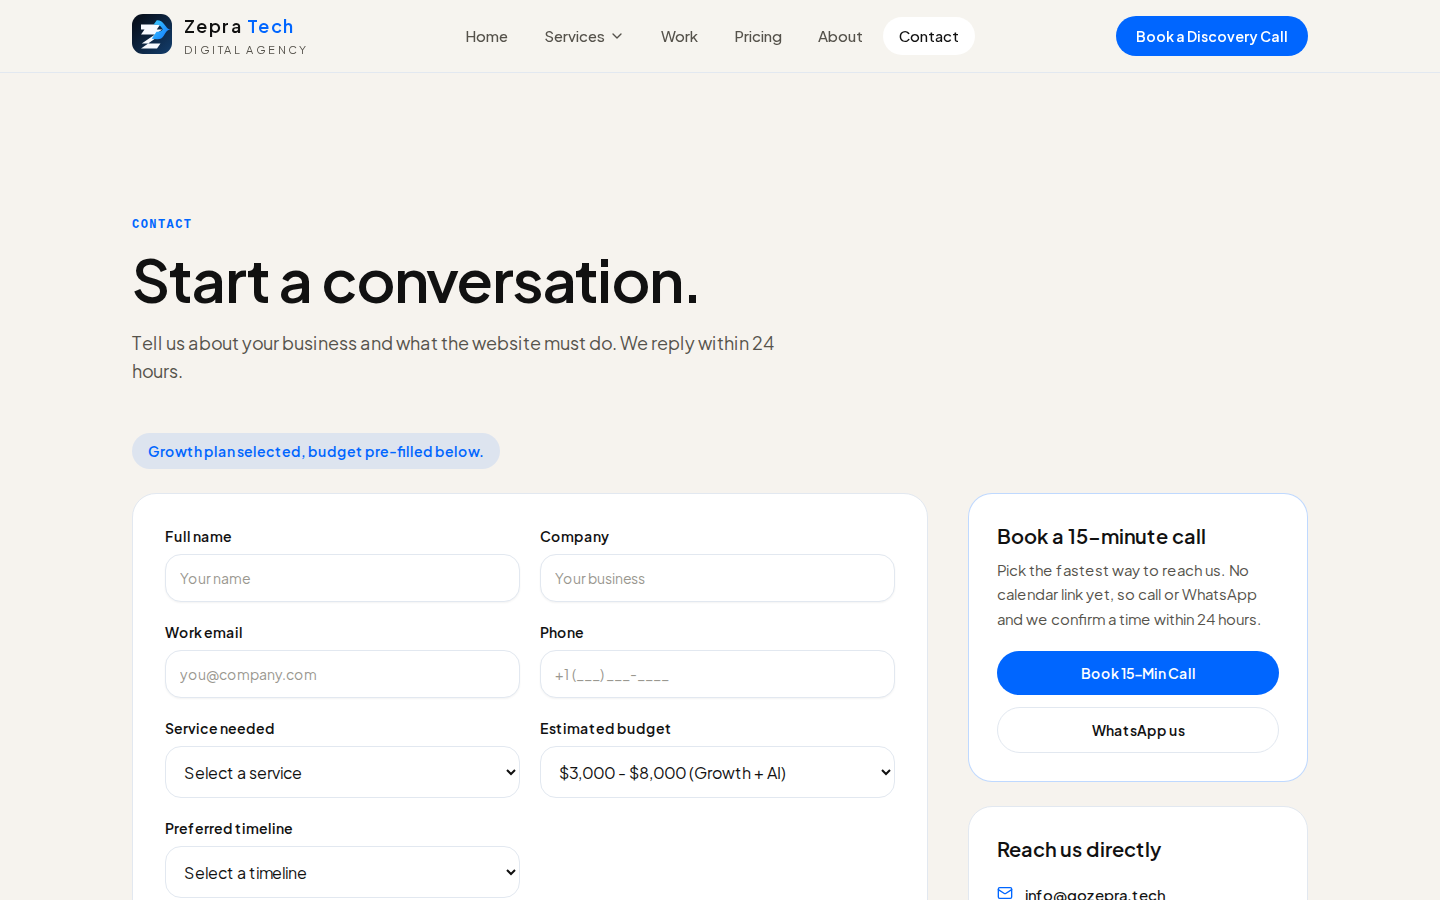 Zepra Tech
DIGITAL AGENCY
Home
Services
Work
Pricing
About
Contact
Book a Discovery Call
CONTACT
Start a conversation.
Tell us about your business and what the website must do. We reply within 24
hours.
Growth plan selected, budget pre-filled below.
Full name
Company
Your name
Your business
Work email
Phone
you@company.com
+1 (___) ___-____
Service needed
Estimated budget
Select a service
$3,000 - $8,000 (Growth + AI)
Preferred timeline
Select a timeline
Book a 15-minute call
Pick the fastest way to reach us. No
calendar link yet, so call or WhatsApp
and we confirm a time within 24 hours.
Book 15-Min Call
WhatsApp us
Reach us directly
info@gozepra.tech